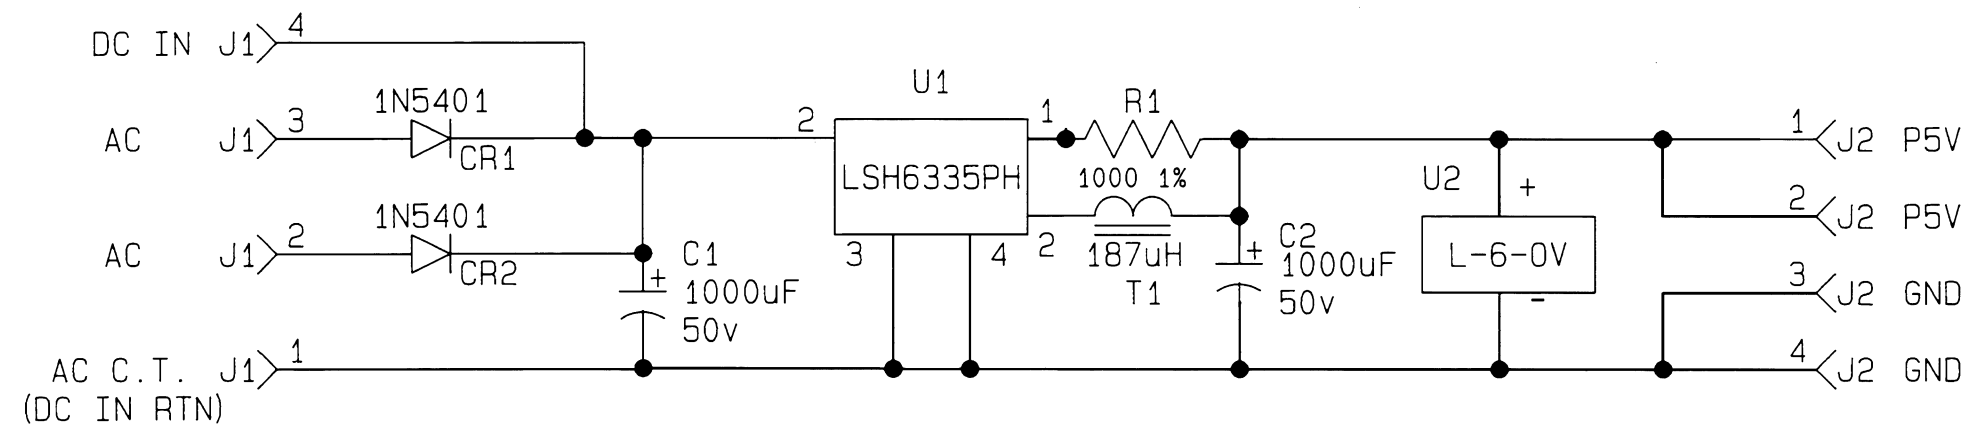 DC IN J1 4
1N5401
AC J1 3
CR1
1N5401
AC J1 2
CR2
C1
+
1000uF
50v
AC C.T. J1 1
(DC IN RTN)
U1
2
1
LSH6335PH
3
4
2
R1
1000 1%
187uH
T1
C2
+
1000uF
50v
U2
+
L-6-0V
-
1 J2 P5V
2 J2 P5V
3 J2 GND
4 J2 GND